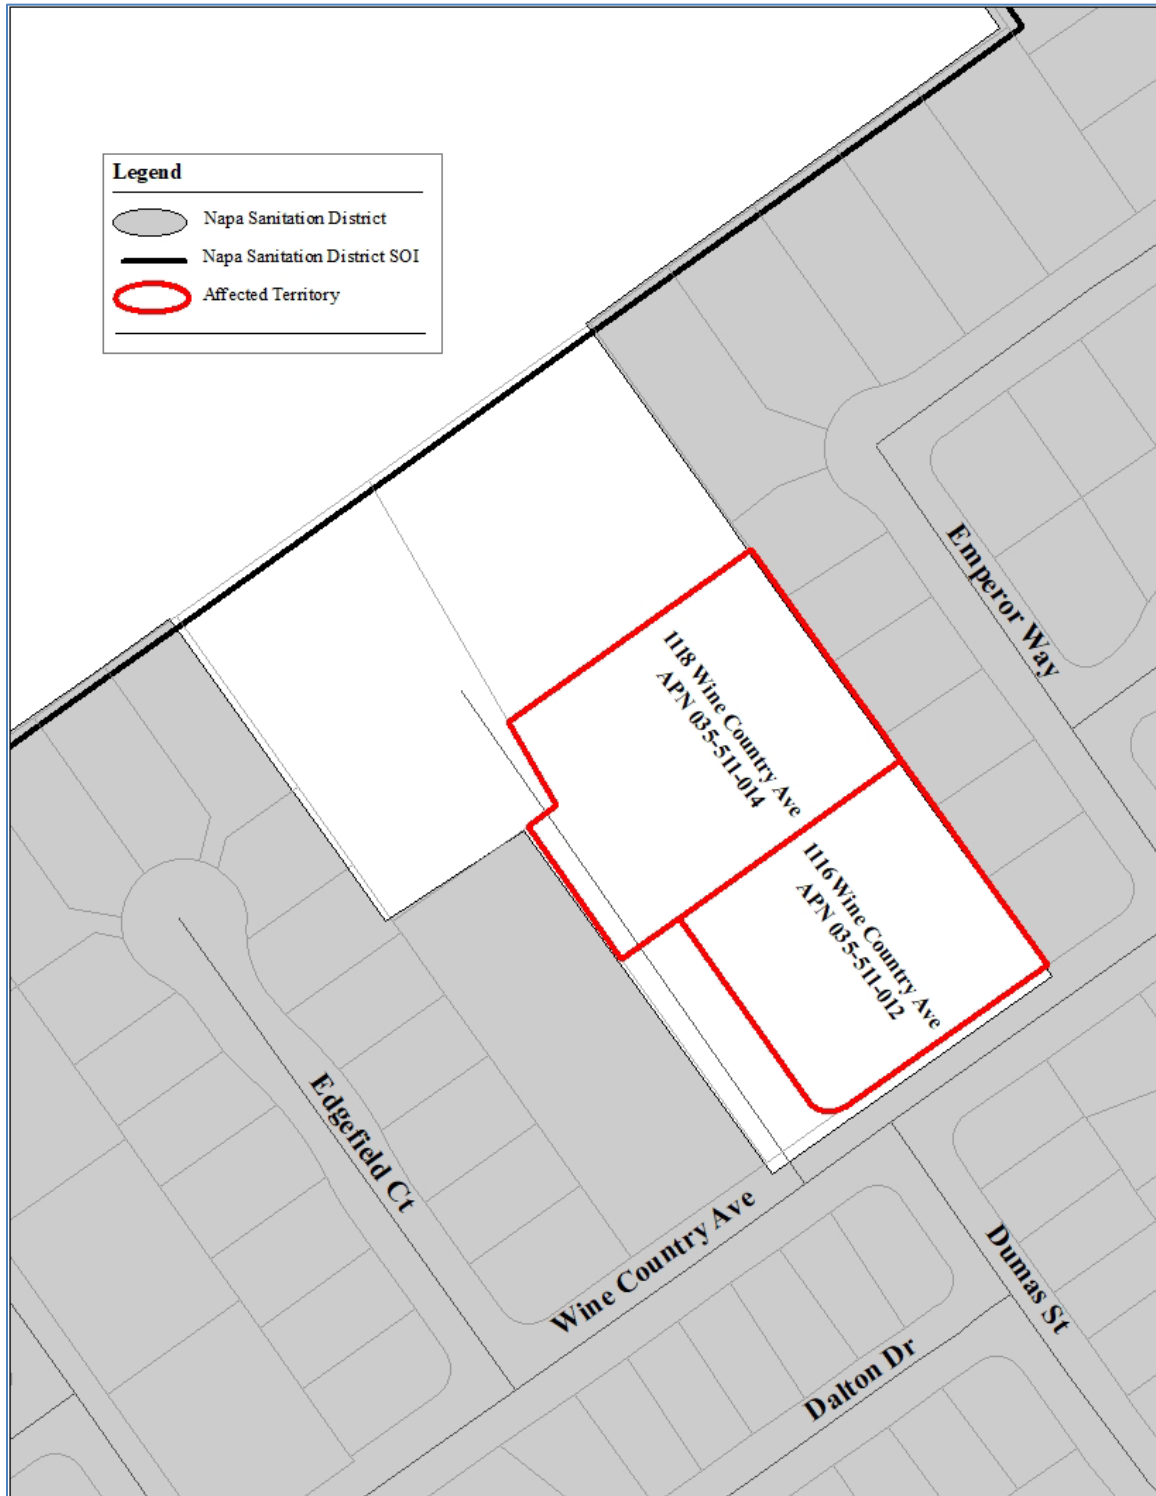 Legend
Napa Sanitation District
Napa Sanitation District SOI
Affected Territory
Emperor Way
1118 Wine Country Ave
APN 035-511-014
1116 Wine Country Ave
APN 035-511-012
Edgefield Ct
Wine Country Ave
Dumas St
Dalton Dr